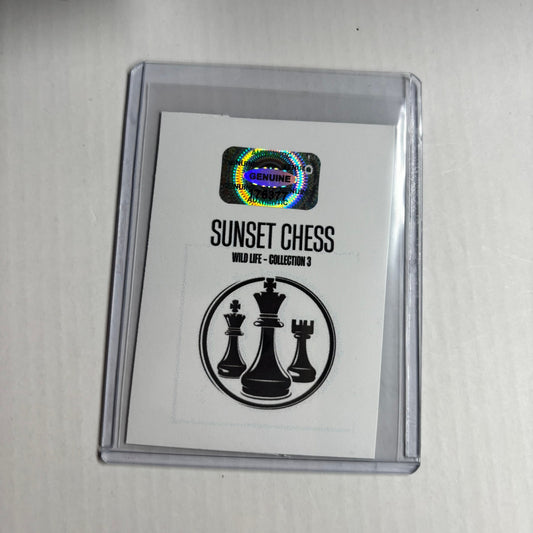 GENUINE
SUNSET CHESS
WILD LIFE - COLLECTION 3